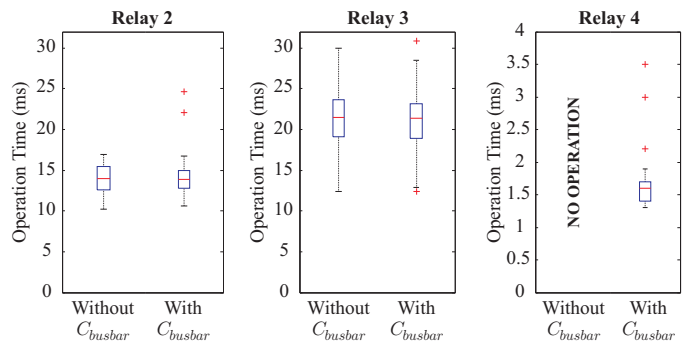 Relay 2
Operation Time (ms)
30
25
20
15
10
5
0
Without
C_busbar
With
C_busbar
Relay 3
Operation Time (ms)
30
25
20
15
10
5
0
Without
C_busbar
With
C_busbar
Relay 4
Operation Time (ms)
4
3.5
3
2.5
2
1.5
1
0.5
0
NO OPERATION
Without
C_busbar
With
C_busbar